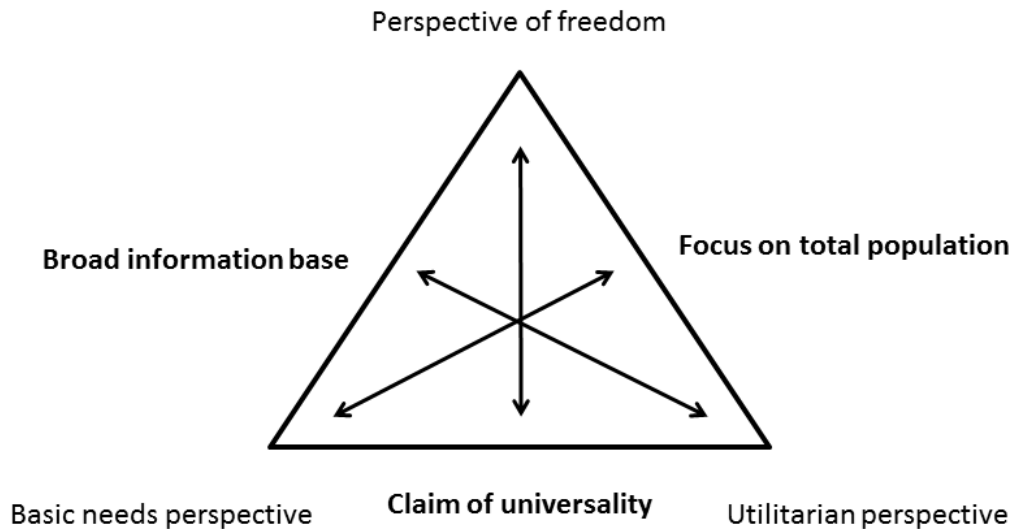 Perspective of freedom
Broad information base
Focus on total population
Basic needs perspective
Claim of universality
Utilitarian perspective